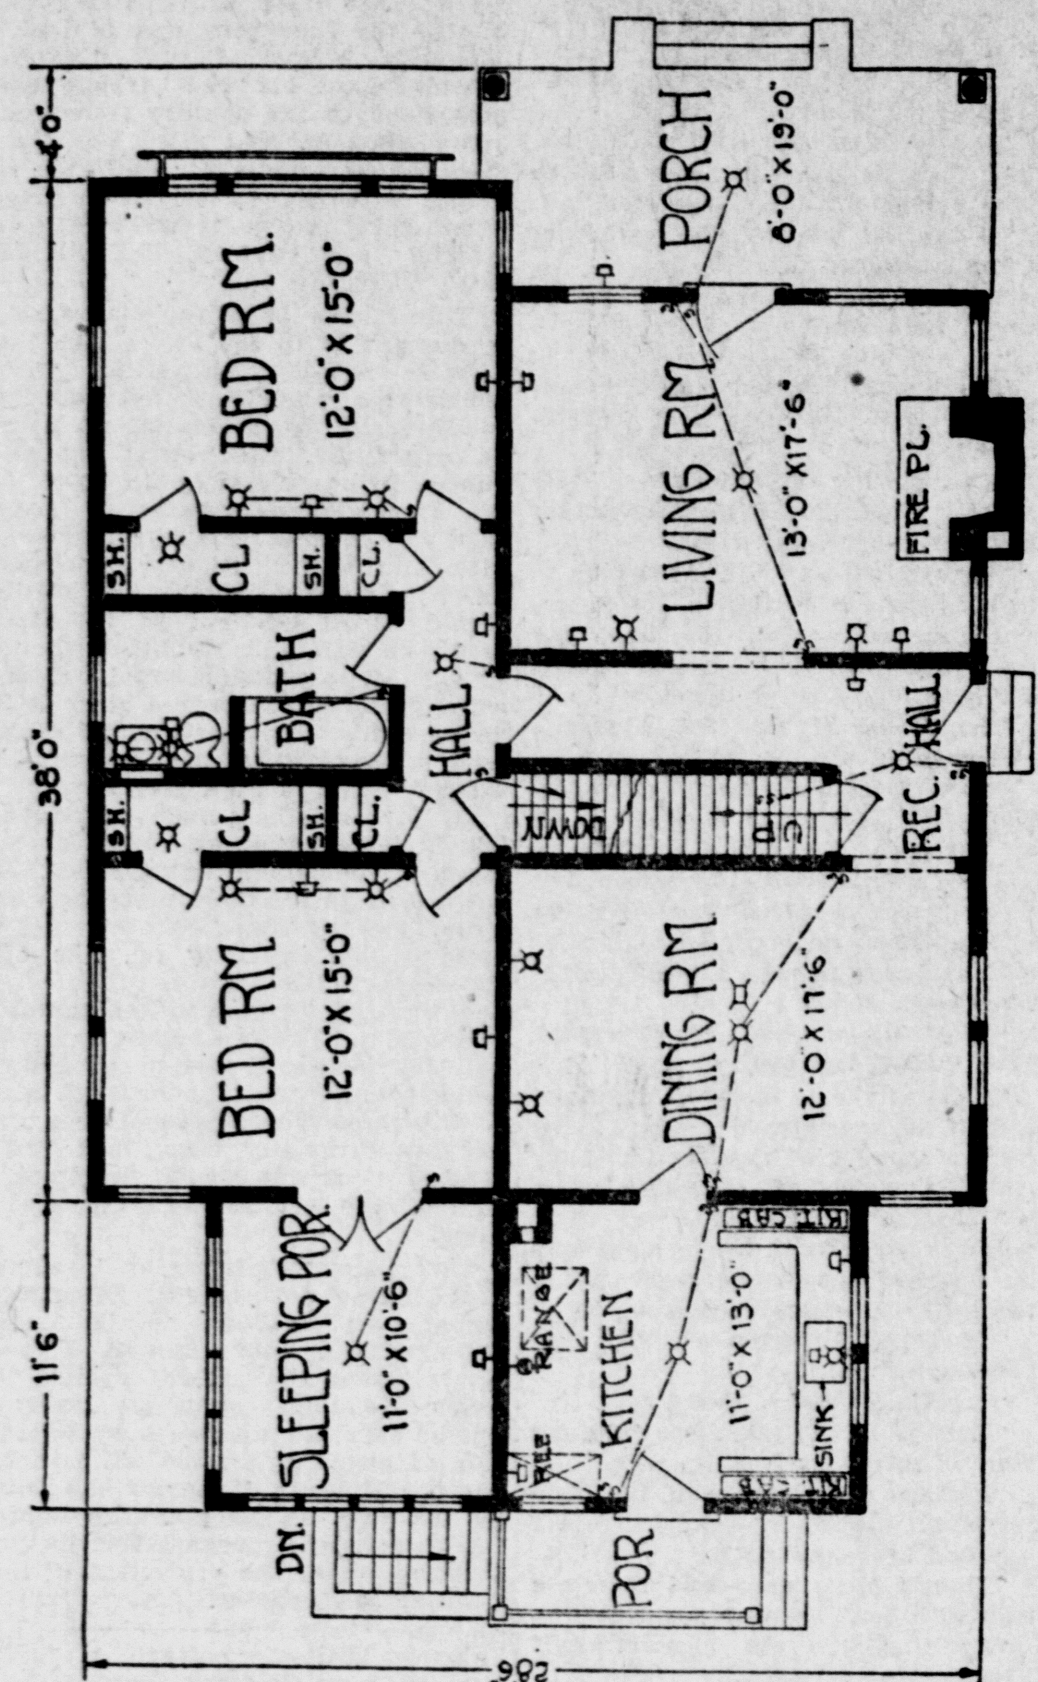 4'0"
38'0"
11'6"
28'6"
PORCH
8'-0" X 19'-0"
BED RM.
12'-0" X 15'-0"
LIVING RM
13'-0" X 17'-6"
FIRE PL.
SH.
CL
SH.
CL.
BATH
HALL
REC. HALL
SH.
CL
SH.
CL.
DOWN
UP
BED RM
12'-0" X 15'-0"
DINING RM
12'-0" X 17'-6"
SLEEPING POR.
11'-0" X 10'-6"
KIT. CAB
RANGE
KITCHEN
11'-0" X 13'-0"
SINK
KIT. CAB
DN.
POR